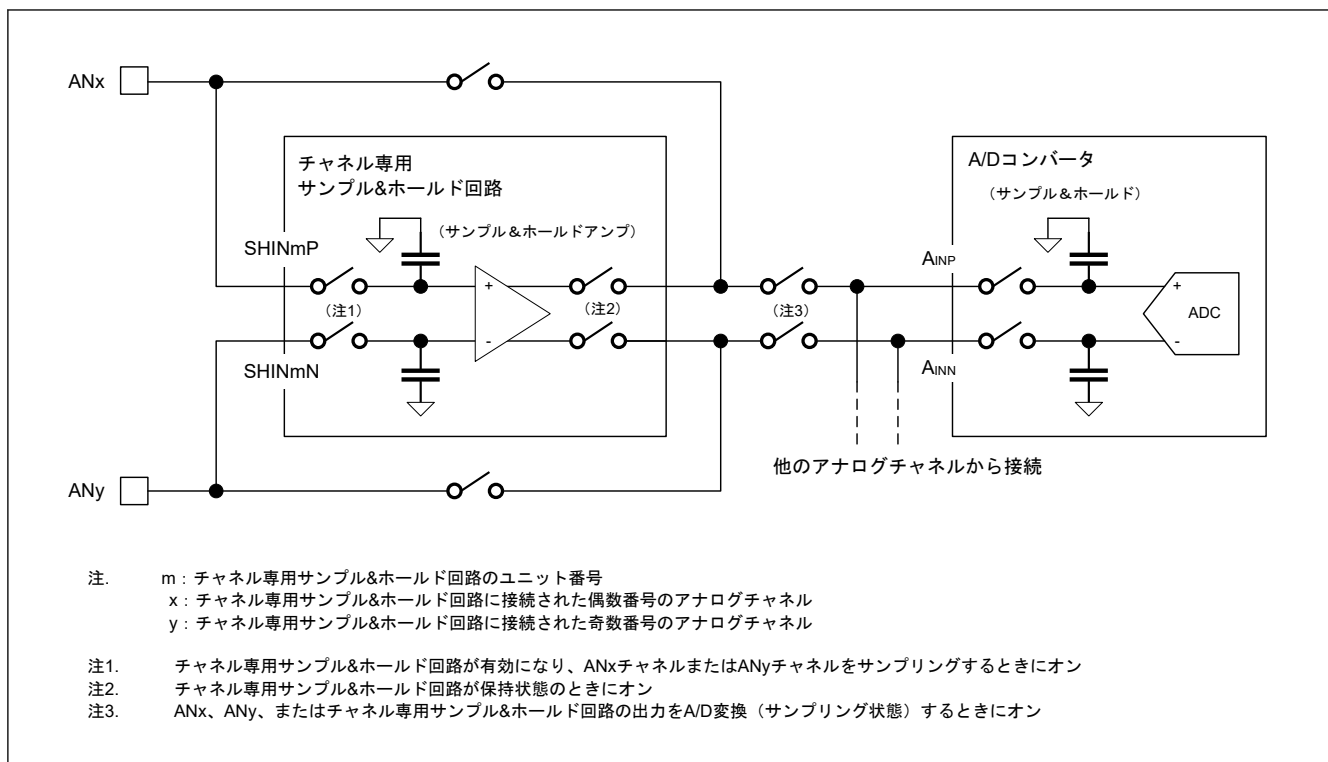 ANx
チャネル専用
サンプル&ホールド回路
A/Dコンバータ
（サンプル＆ホールド）
（サンプル＆ホールドアンプ）
SHINmP
AINP
+
（注1）
（注2）
（注3）
+
ADC
-
-
SHINmN
AINN
他のアナログチャネルから接続
ANy
注. m：チャネル専用サンプル&ホールド回路のユニット番号
x：チャネル専用サンプル&ホールド回路に接続された偶数番号のアナログチャネル
y：チャネル専用サンプル&ホールド回路に接続された奇数番号のアナログチャネル
注1. チャネル専用サンプル&ホールド回路が有効になり、ANxチャネルまたはANyチャネルをサンプリングするときにオン
注2. チャネル専用サンプル&ホールド回路が保持状態のときにオン
注3. ANx、ANy、またはチャネル専用サンプル&ホールド回路の出力をA/D変換（サンプリング状態）するときにオン